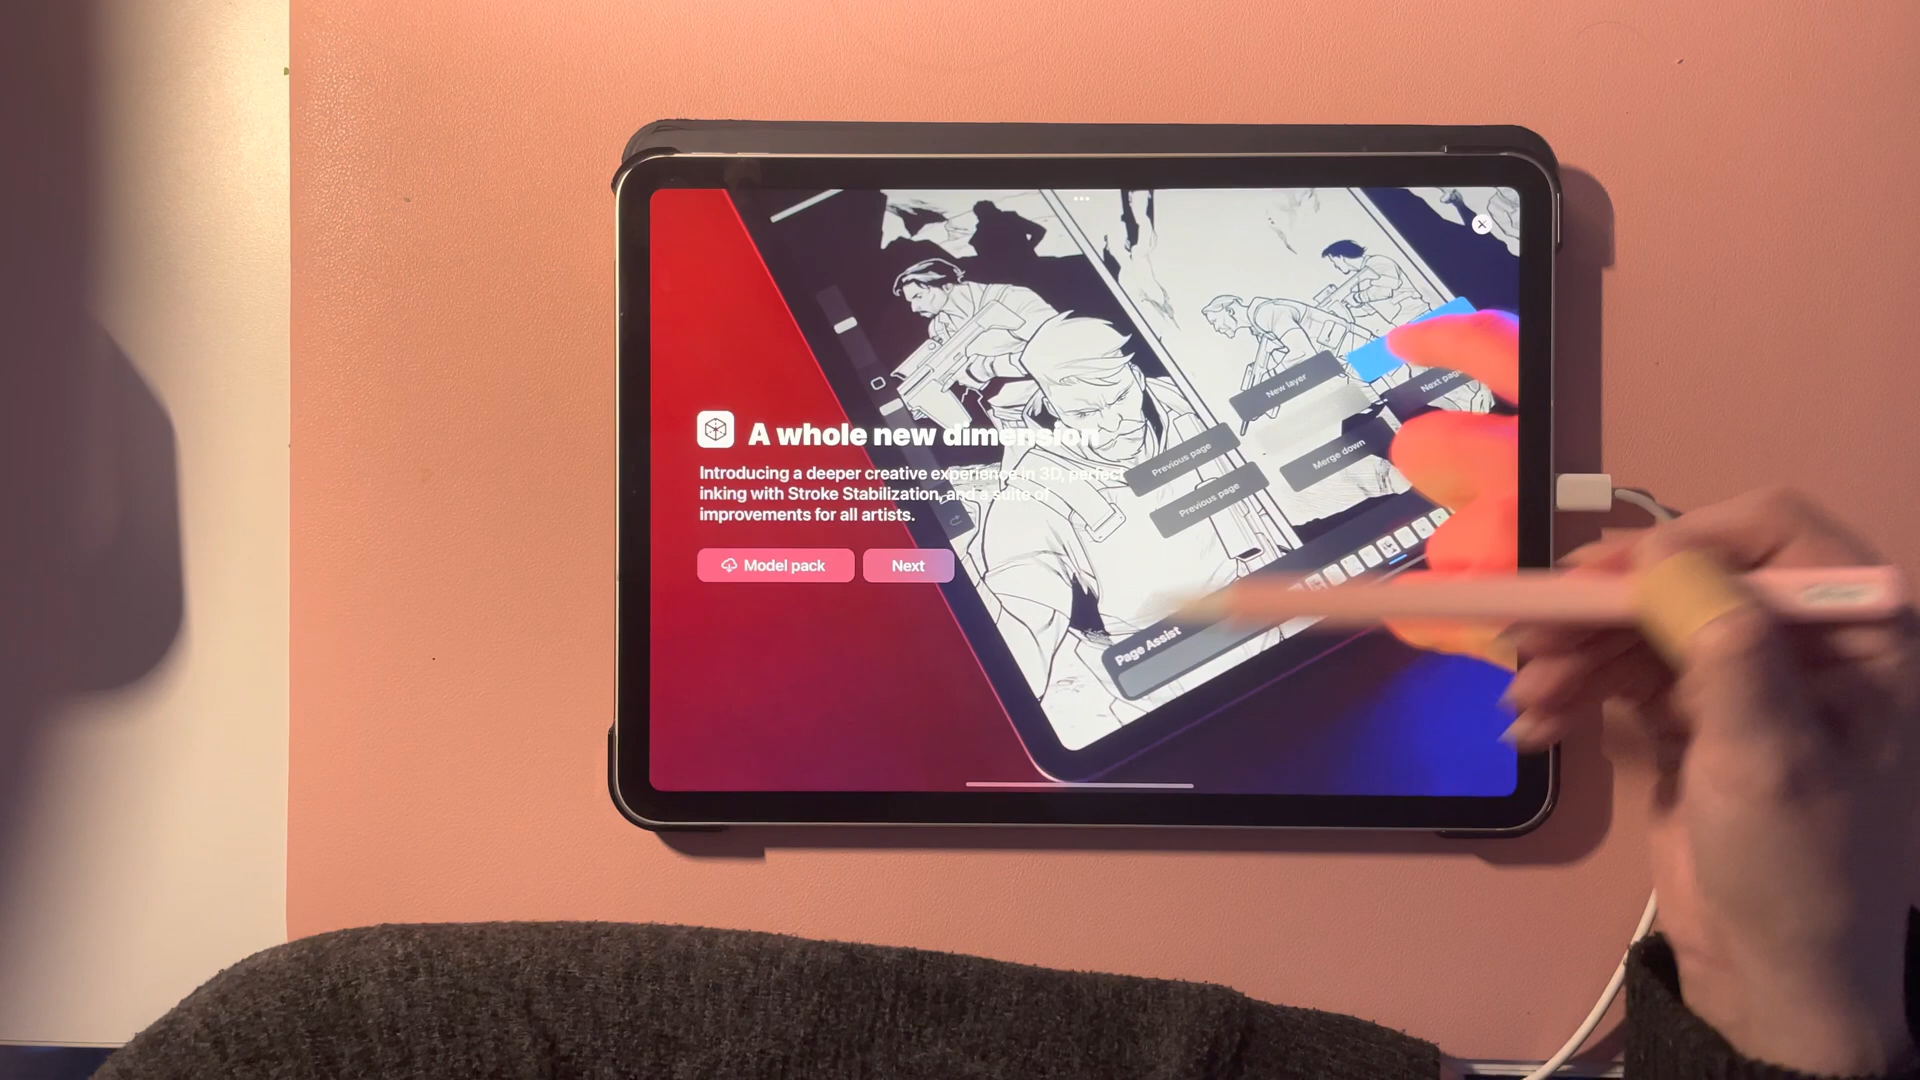 A whole new dimension
Introducing a deeper creative experience in 3D, perfect
inking with Stroke Stabilization, and a suite of
improvements for all artists.
Model pack
Next
New layer
Next page
Previous page
Merge down
Previous page
Page Assist